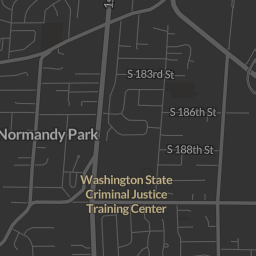 S 183rd St
S 186th St
Normandy Park
S 188th St
Washington State
Criminal Justice
Training Center